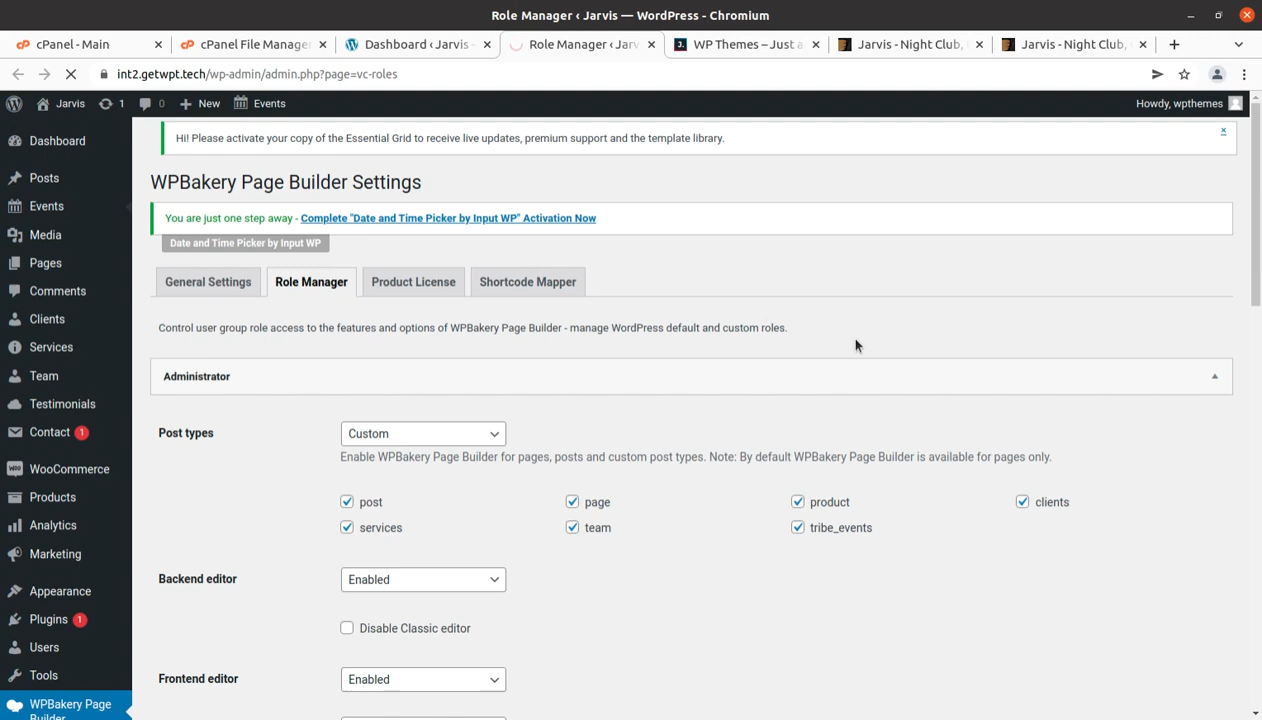 Role Manager ‹ Jarvis — WordPress - Chromium
cPanel - Main
cPanel File Manage
Dashboard ‹ Jarvis
Role Manager ‹ Jarv
WP Themes – Just a
Jarvis - Night Club,
Jarvis - Night Club,
int2.getwpt.tech/wp-admin/admin.php?page=vc-roles
Jarvis
1
0
New
Events
Howdy, wpthemes
Hi! Please activate your copy of the Essential Grid to receive live updates, premium support and the template library.
WPBakery Page Builder Settings
You are just one step away - Complete "Date and Time Picker by Input WP" Activation Now
Date and Time Picker by Input WP
General Settings
Role Manager
Product License
Shortcode Mapper
Control user group role access to the features and options of WPBakery Page Builder - manage WordPress default and custom roles.
Administrator
Post types
Custom
Enable WPBakery Page Builder for pages, posts and custom post types. Note: By default WPBakery Page Builder is available for pages only.
post
page
product
clients
services
team
tribe_events
Backend editor
Enabled
Disable Classic editor
Frontend editor
Enabled
Dashboard
Posts
Events
Media
Pages
Comments
Clients
Services
Team
Testimonials
Contact 1
WooCommerce
Products
Analytics
Marketing
Appearance
Plugins 1
Users
Tools
WPBakery Page
Builder